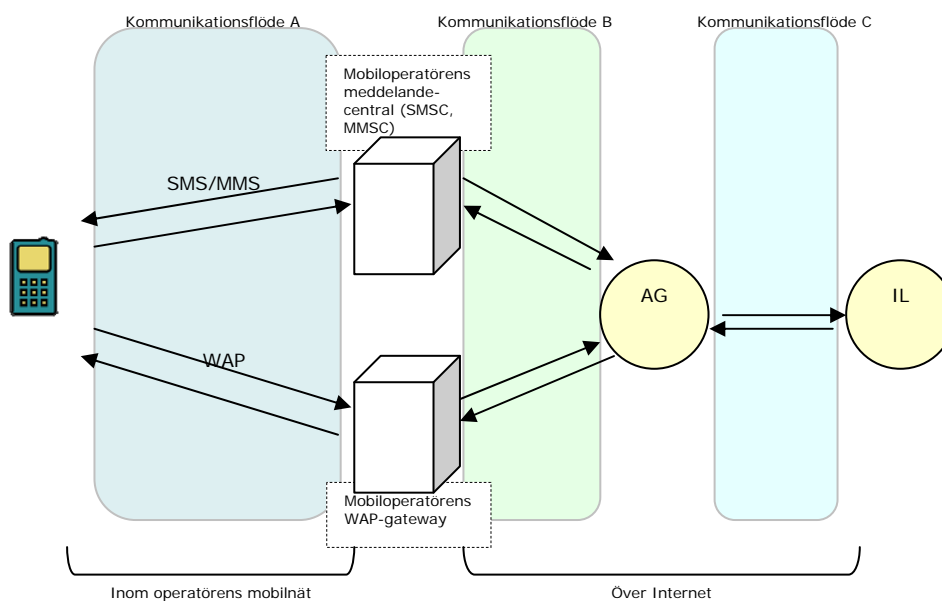 Kommunikationsflöde A
Kommunikationsflöde B
Kommunikationsflöde C
Mobiloperatörens
meddelande-
central (SMSC,
MMSC)
SMS/MMS
AG
IL
WAP
Mobiloperatörens
WAP-gateway
Inom operatörens mobilnät
Över Internet